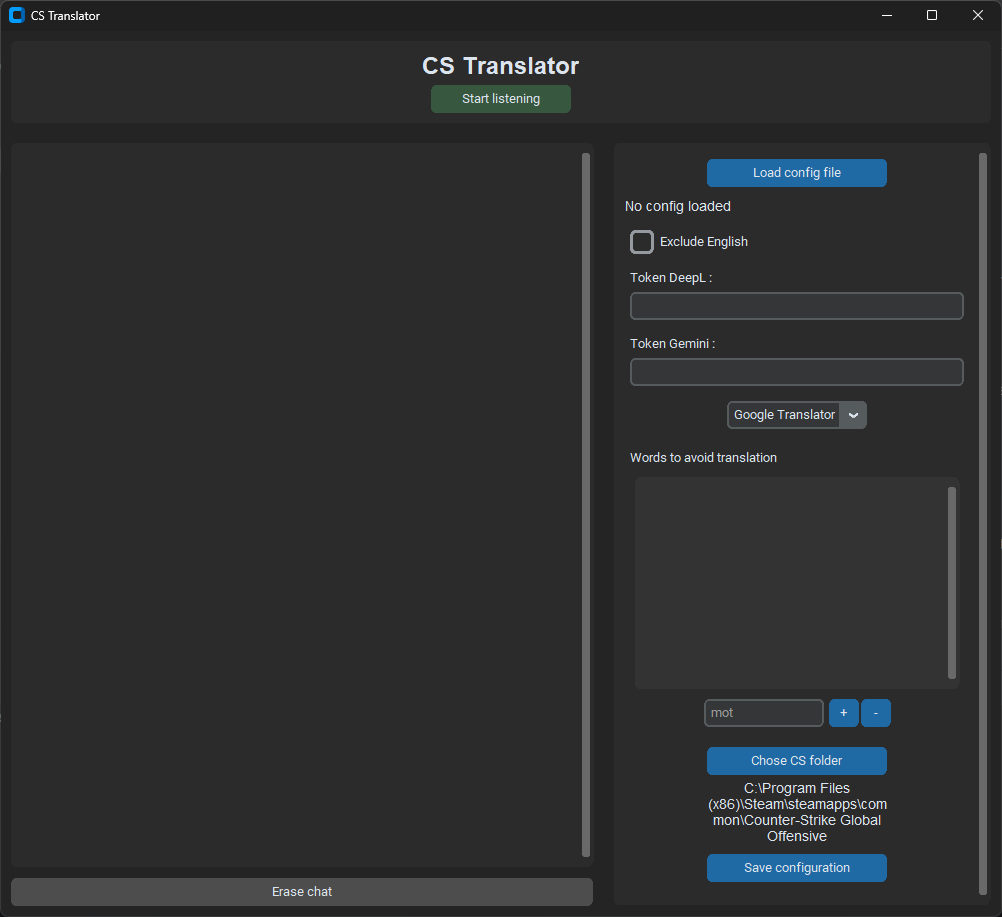 CS Translator
CS Translator
Start listening
Load config file
No config loaded
Exclude English
Token DeepL :
Token Gemini :
Google Translator
Words to avoid translation
mot
+
-
Chose CS folder
C:\Program Files
(x86)\Steam\steamapps\com
mon\Counter-Strike Global
Offensive
Save configuration
Erase chat